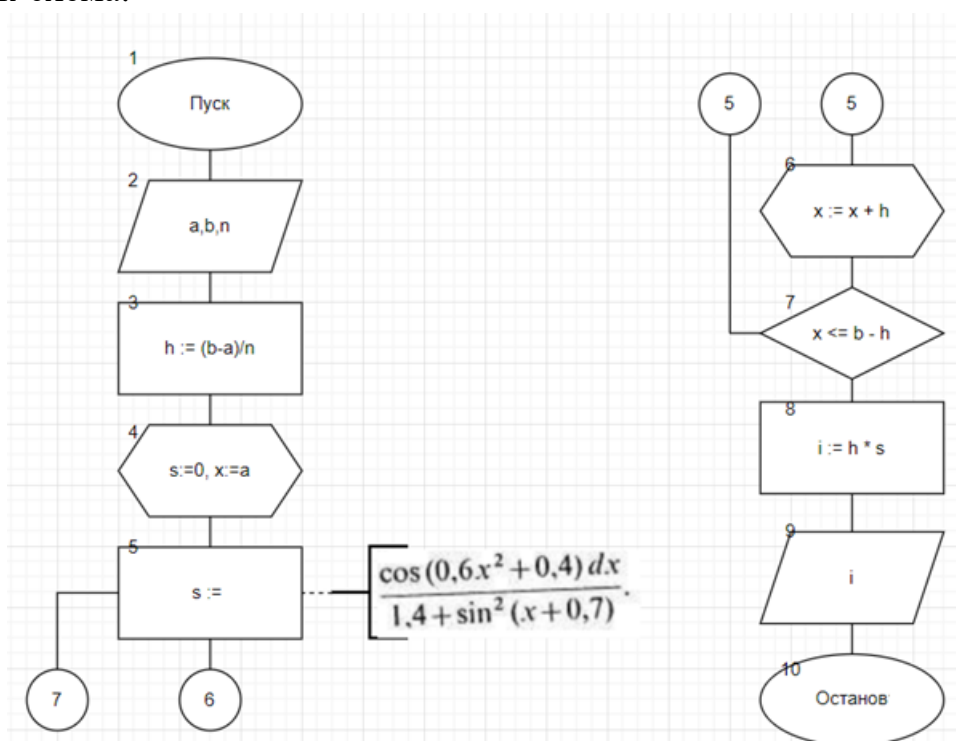 1
Пуск
2
a,b,n
3
h := (b-a)/n
4
s:=0, x:=a
5
s :=
cos (0,6x² + 0,4) dx
1,4 + sin² (x + 0,7)
.
7
6
5
5
6
x := x + h
7
x <= b - h
8
i := h * s
9
i
10
Останов